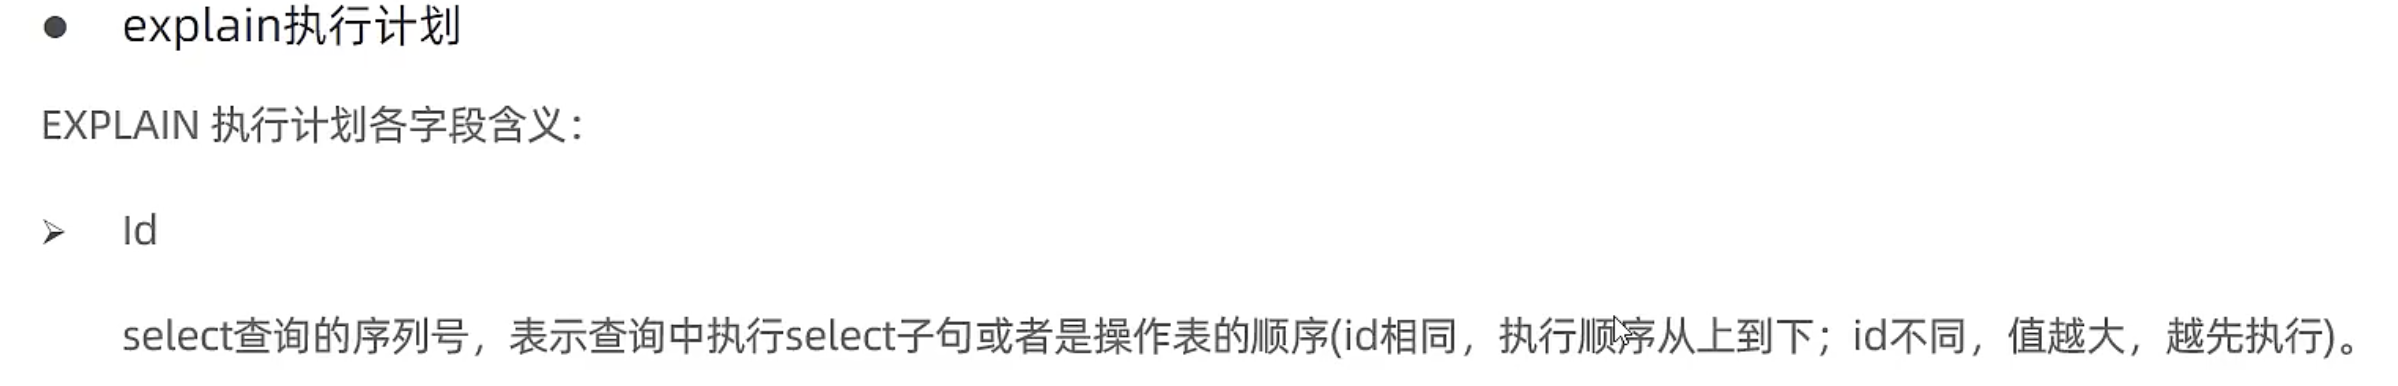 ● explain执行计划
EXPLAIN 执行计划各字段含义：
➢ Id
select查询的序列号，表示查询中执行select子句或者是操作表的顺序(id相同，执行顺序从上到下；id不同，值越大，越先执行)。